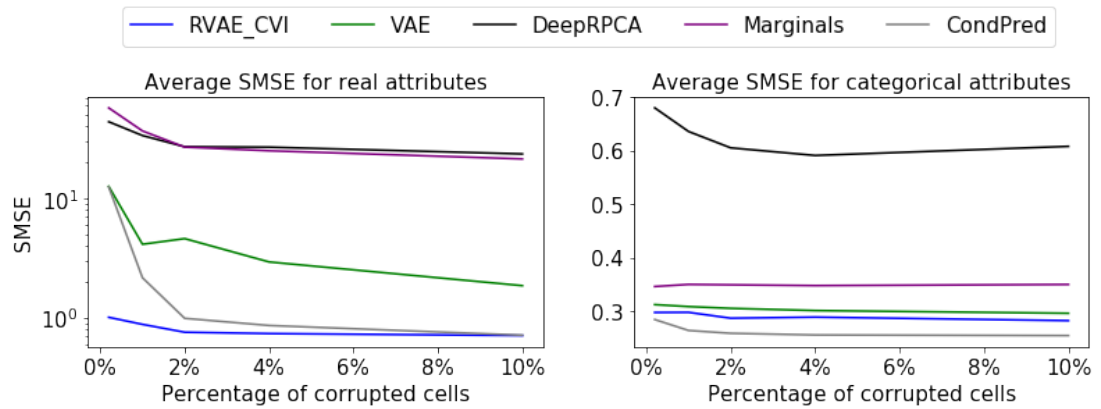 RVAE_CVI VAE DeepRPCA Marginals CondPred
Average SMSE for real attributes
SMSE
10¹
10⁰
0% 2% 4% 6% 8% 10%
Percentage of corrupted cells
Average SMSE for categorical attributes
0.7
0.6
0.5
0.4
0.3
0% 2% 4% 6% 8% 10%
Percentage of corrupted cells